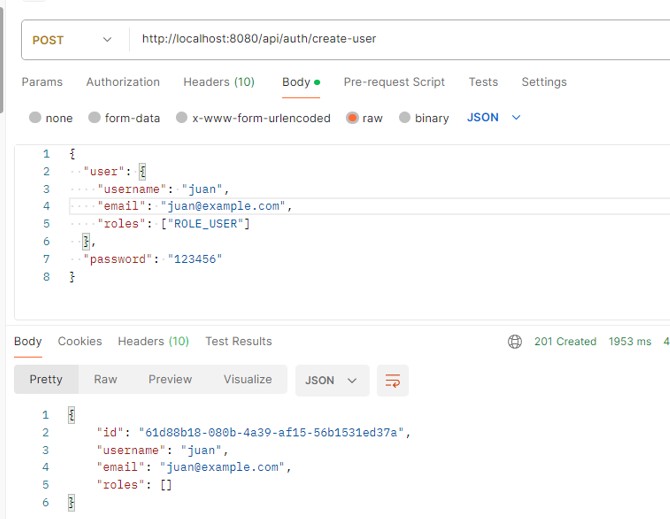 POST http://localhost:8080/api/auth/create-user
Params Authorization Headers (10) Body Pre-request Script Tests Settings
none form-data x-www-form-urlencoded raw binary JSON
1 {
2 "user": {
3 "username": "juan",
4 "email": "juan@example.com",
5 "roles": ["ROLE_USER"]
6 },
7 "password": "123456"
8 }
Body Cookies Headers (10) Test Results 201 Created 1953 ms 4
Pretty Raw Preview Visualize JSON
1 {
2 "id": "61d88b18-080b-4a39-af15-56b1531ed37a",
3 "username": "juan",
4 "email": "juan@example.com",
5 "roles": []
6 }